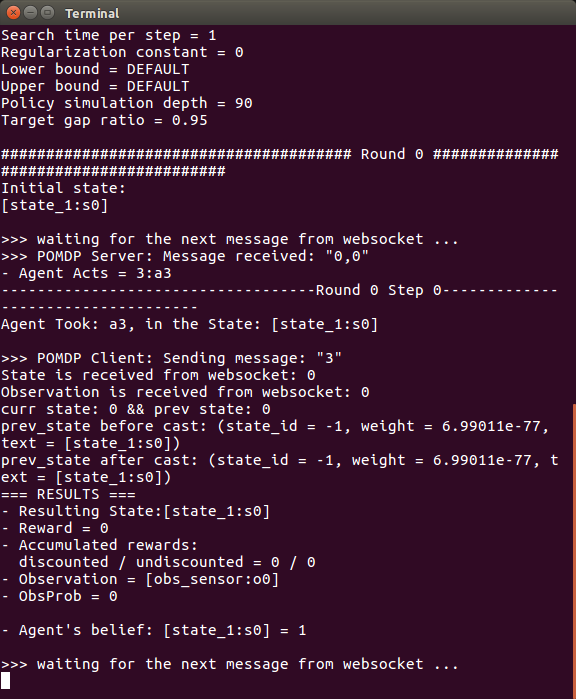 Terminal
Search time per step = 1
Regularization constant = 0
Lower bound = DEFAULT
Upper bound = DEFAULT
Policy simulation depth = 90
Target gap ratio = 0.95
####################################### Round 0 ##############
#########################
Initial state:
[state_1:s0]
>>> waiting for the next message from websocket ...
>>> POMDP Server: Message received: "0,0"
- Agent Acts = 3:a3
-----------------------------------Round 0 Step 0-------------
----------------------
Agent Took: a3, in the State: [state_1:s0]
>>> POMDP Client: Sending message: "3"
State is received from websocket: 0
Observation is received from websocket: 0
curr state: 0 && prev state: 0
prev_state before cast: (state_id = -1, weight = 6.99011e-77,
text = [state_1:s0])
prev_state after cast: (state_id = -1, weight = 6.99011e-77, t
ext = [state_1:s0])
=== RESULTS ===
- Resulting State:[state_1:s0]
- Reward = 0
- Accumulated rewards:
  discounted / undiscounted = 0 / 0
- Observation = [obs_sensor:o0]
- ObsProb = 0
- Agent's belief: [state_1:s0] = 1
>>> waiting for the next message from websocket ...